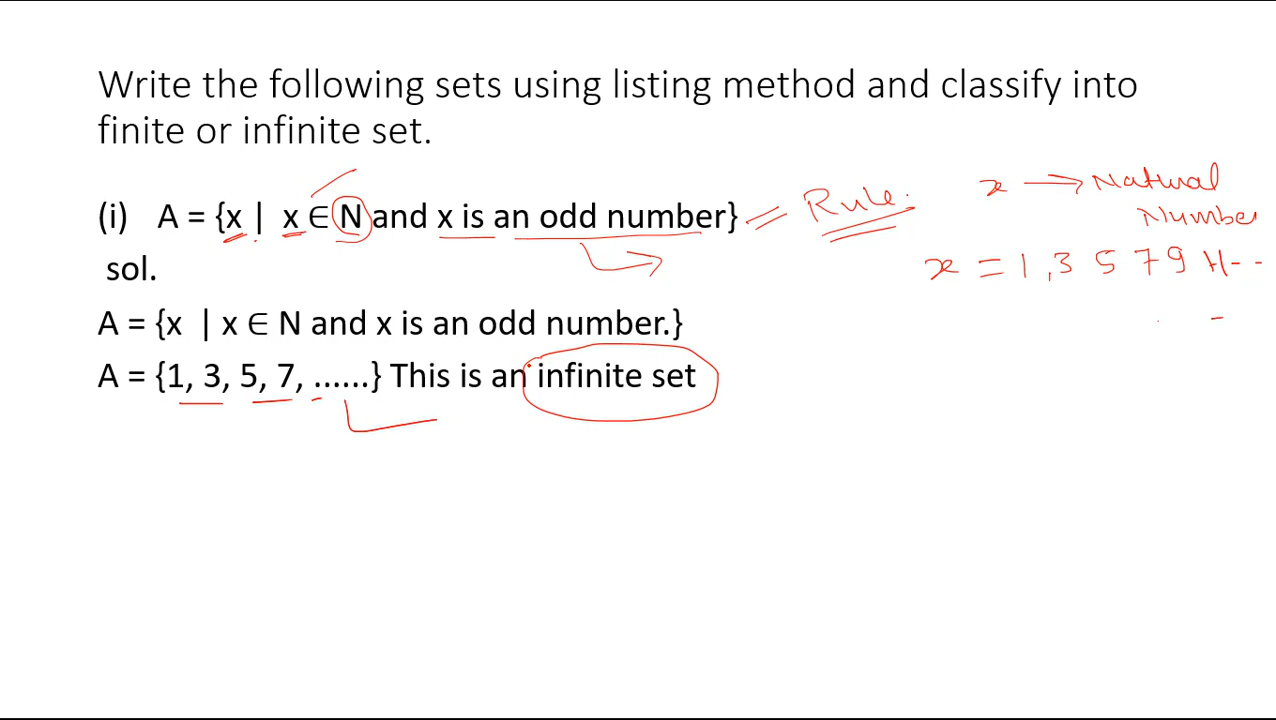 Write the following sets using listing method and classify into
finite or infinite set.
(i) A = {x | x ∈ N and x is an odd number} = Rule.
x → Natural
Number
sol.
x = 1, 3 5 7 9 11 - -
A = {x | x ∈ N and x is an odd number.}
A = {1, 3, 5, 7, ......} This is an infinite set